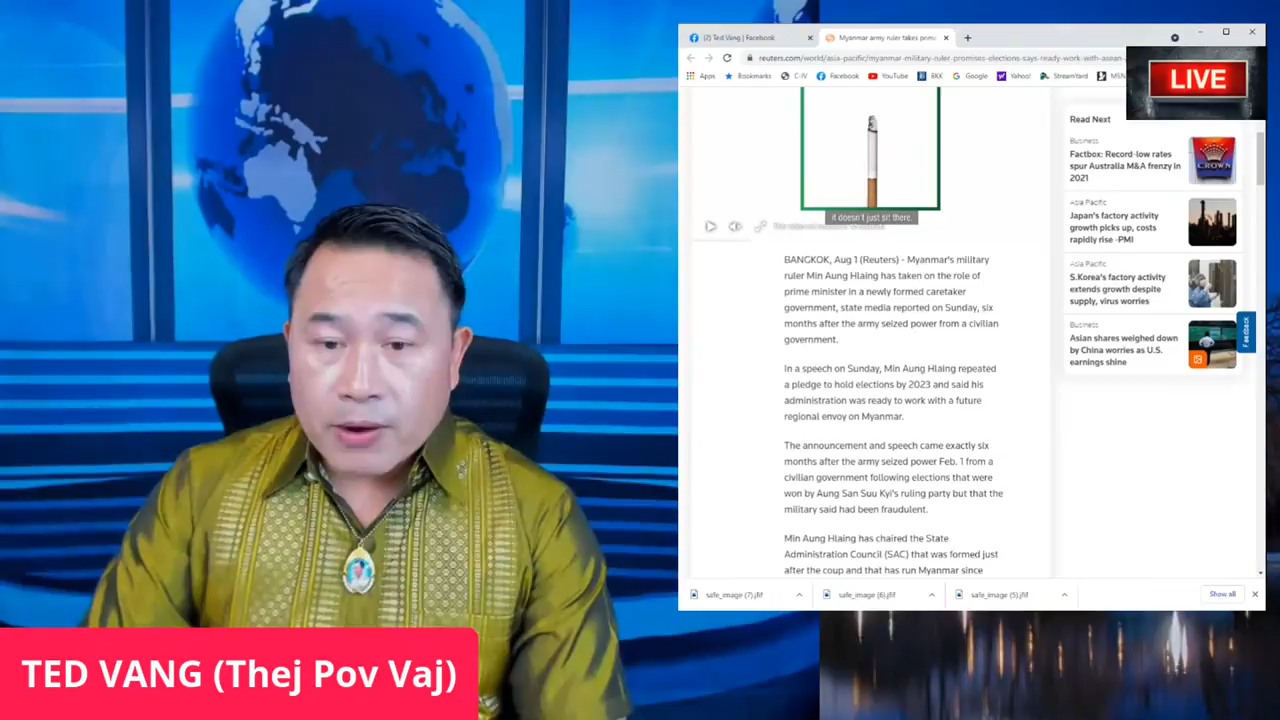 (2) Ted Vang | Facebook
Myanmar army ruler takes prime
reuters.com/world/asia-pacific/myanmar-military-ruler-promises-elections-says-ready-work-with-asean-
Apps
Bookmarks
C-IV
Facebook
YouTube
BKK
Google
Yahoo!
StreamYard
MSN
LIVE
it doesn't just sit there.
BANGKOK, Aug 1 (Reuters) - Myanmar's military
ruler Min Aung Hlaing has taken on the role of
prime minister in a newly formed caretaker
government, state media reported on Sunday, six
months after the army seized power from a civilian
government.
In a speech on Sunday, Min Aung Hlaing repeated
a pledge to hold elections by 2023 and said his
administration was ready to work with a future
regional envoy on Myanmar.
The announcement and speech came exactly six
months after the army seized power Feb. 1 from a
civilian government following elections that were
won by Aung San Suu Kyi's ruling party but that the
military said had been fraudulent.
Min Aung Hlaing has chaired the State
Administration Council (SAC) that was formed just
after the coup and that has run Myanmar since
Read Next
Business
Factbox: Record-low rates
spur Australia M&A frenzy in
2021
CROWN
Asia Pacific
Japan's factory activity
growth picks up, costs
rapidly rise -PMI
Asia Pacific
S.Korea's factory activity
extends growth despite
supply, virus worries
Business
Asian shares weighed down
by China worries as U.S.
earnings shine
Feedback
safe_image (7).jfif
safe_image (6).jfif
safe_image (5).jfif
Show all
TED VANG (Thej Pov Vaj)